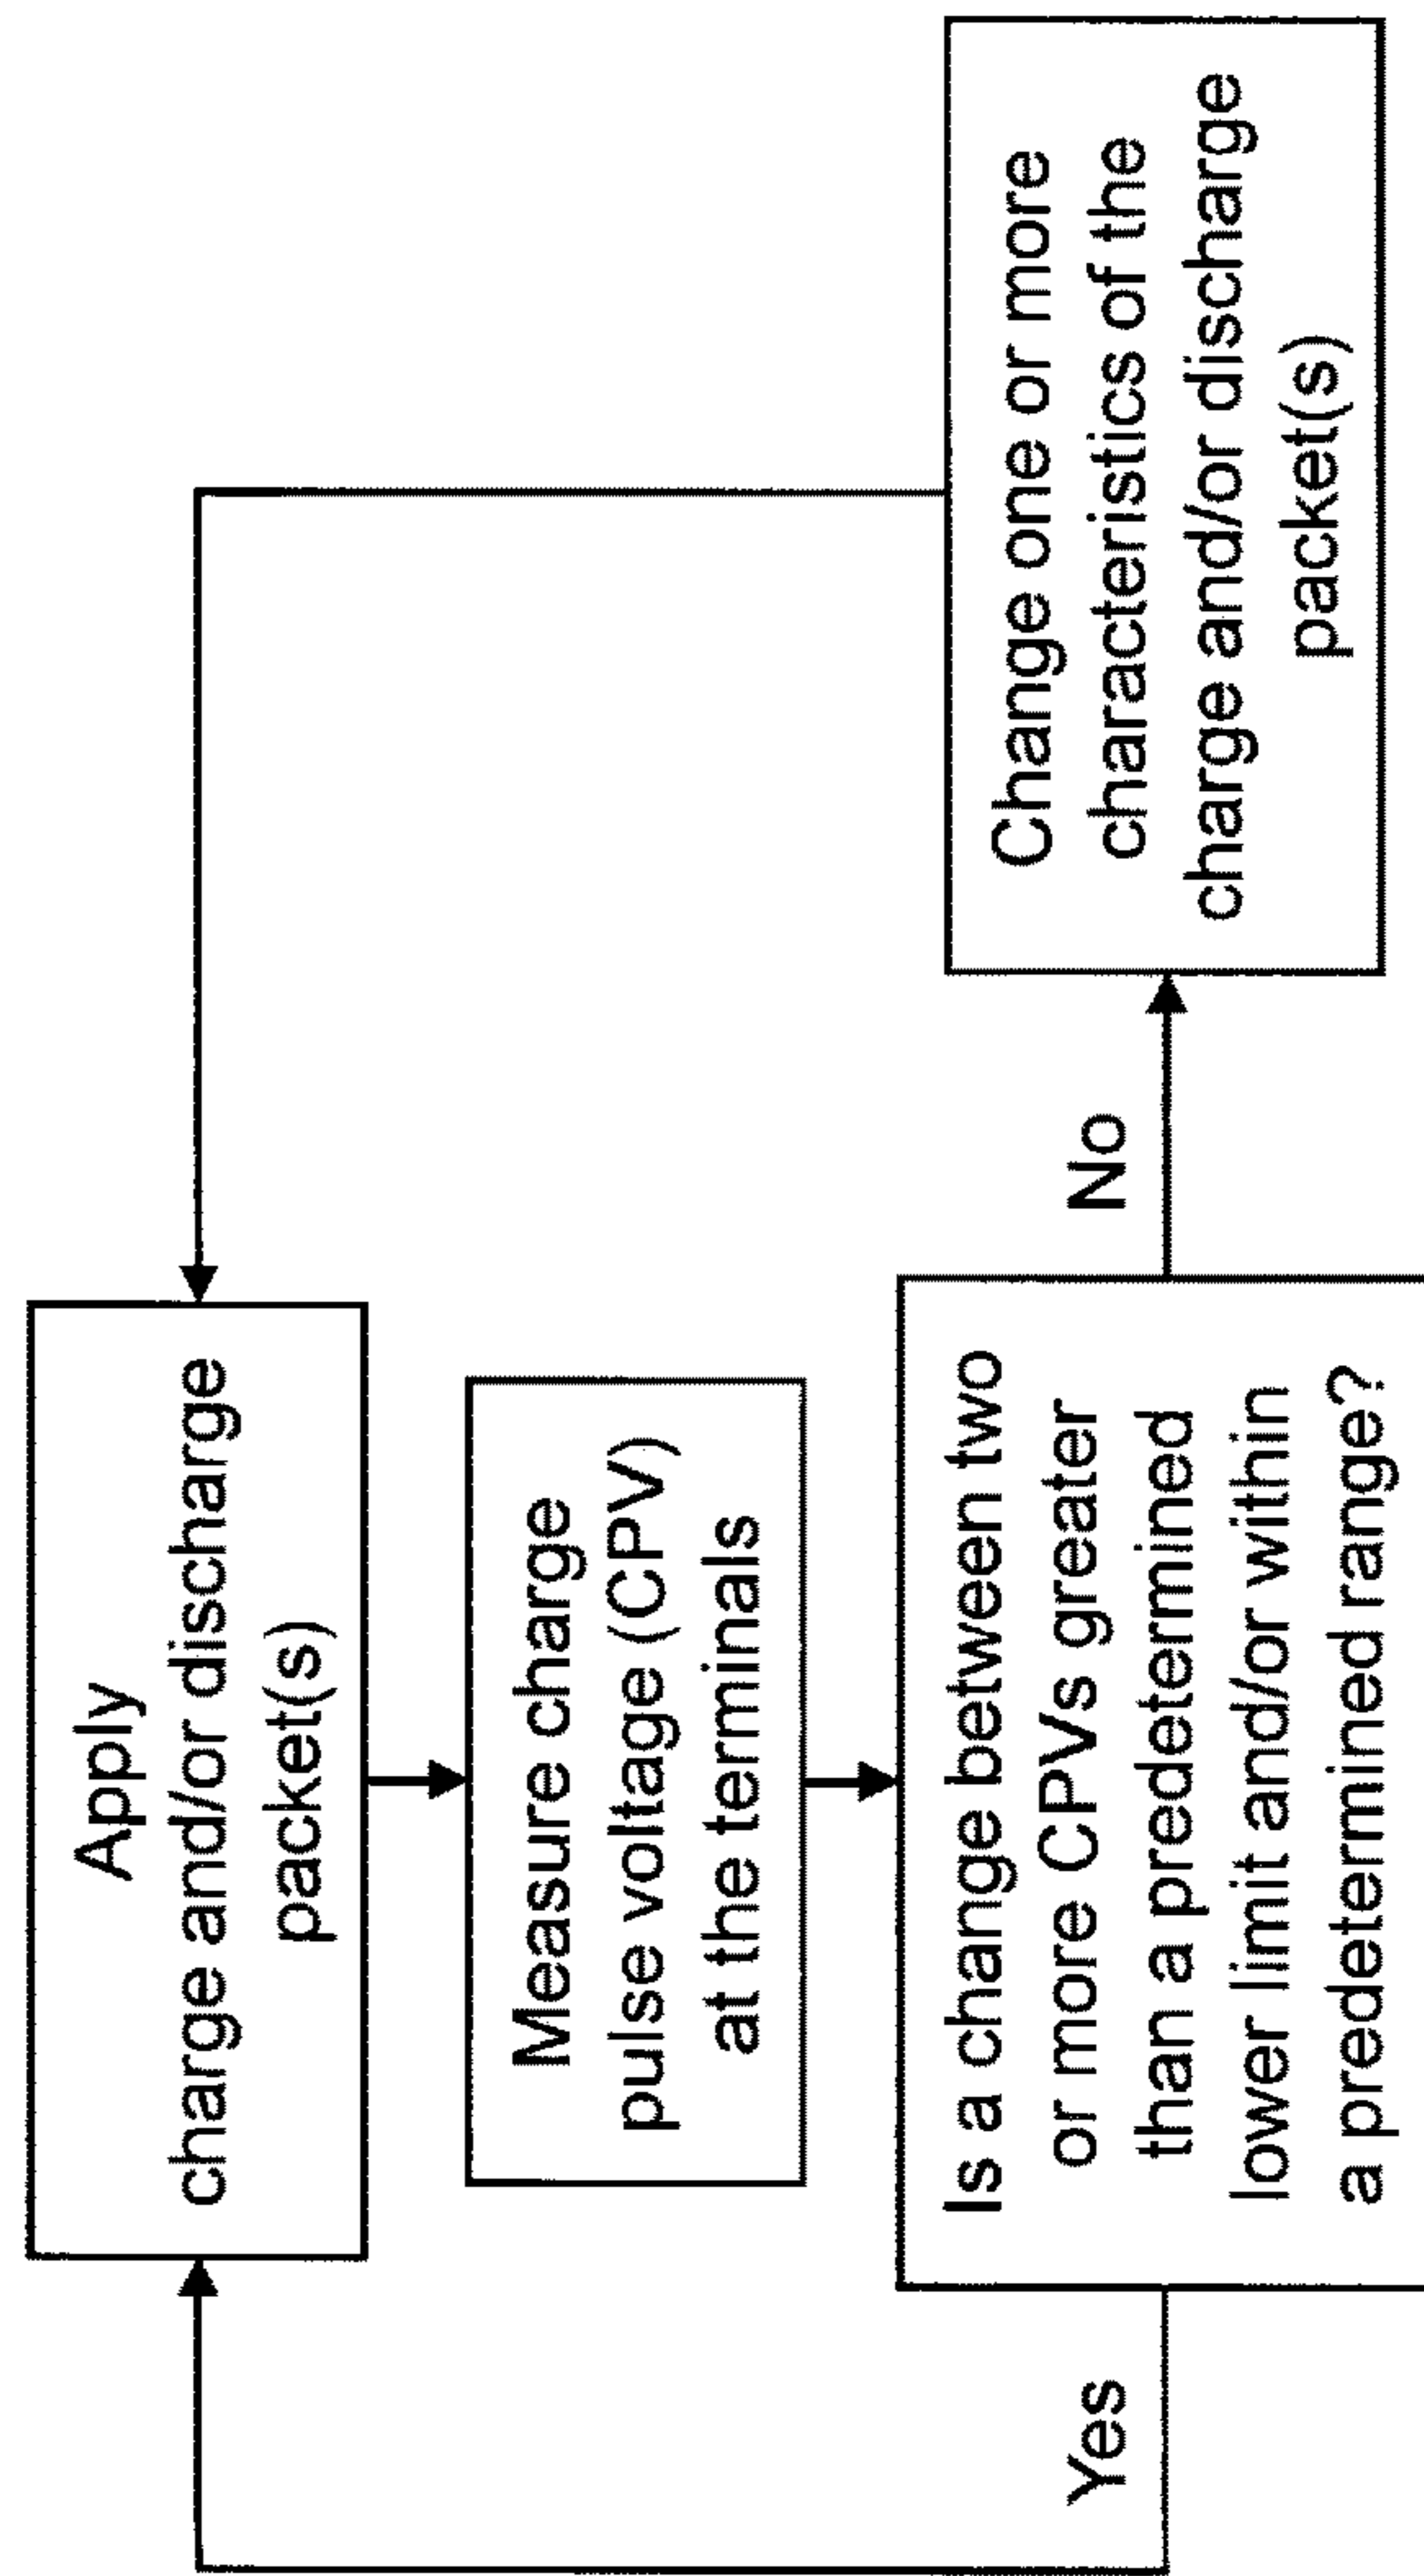 Apply
charge and/or discharge
packet(s)
Measure charge
pulse voltage (CPV)
at the terminals
Is a change between two
or more CPVs greater
than a predetermined
lower limit and/or within
a predetermined range?
Yes
No
Change one or more
characteristics of the
charge and/or discharge
packet(s)